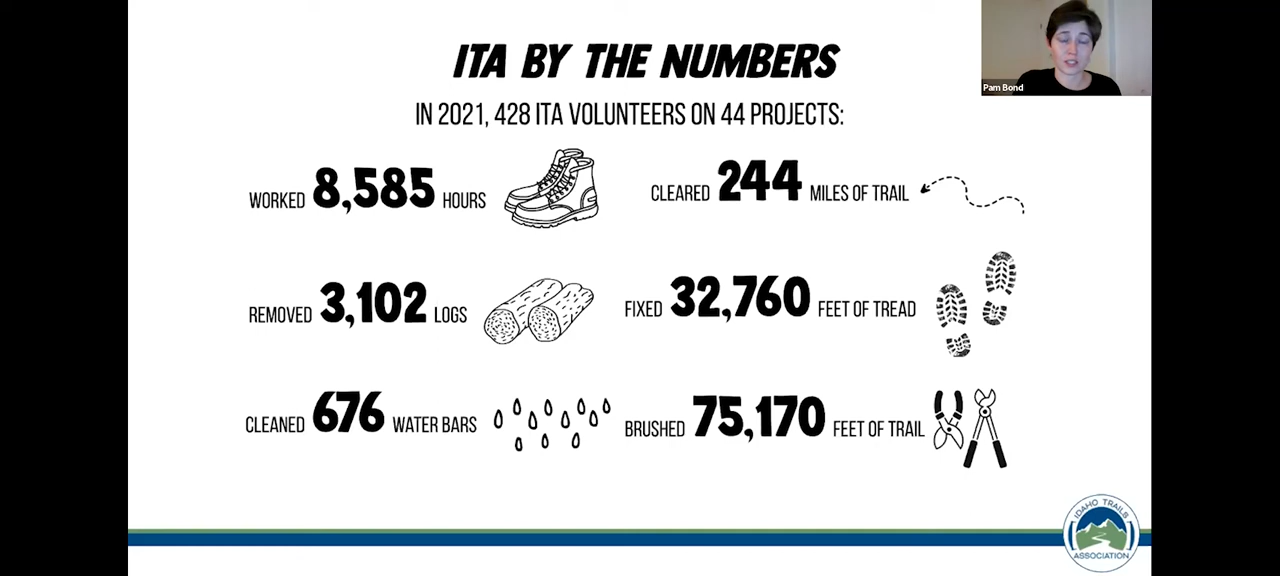 ITA BY THE NUMBERS
Pam Bond
IN 2021, 428 ITA VOLUNTEERS ON 44 PROJECTS:
WORKED 8,585 HOURS
CLEARED 244 MILES OF TRAIL
REMOVED 3,102 LOGS
FIXED 32,760 FEET OF TREAD
CLEANED 676 WATER BARS
BRUSHED 75,170 FEET OF TRAIL
IDAHO TRAILS
ASSOCIATION